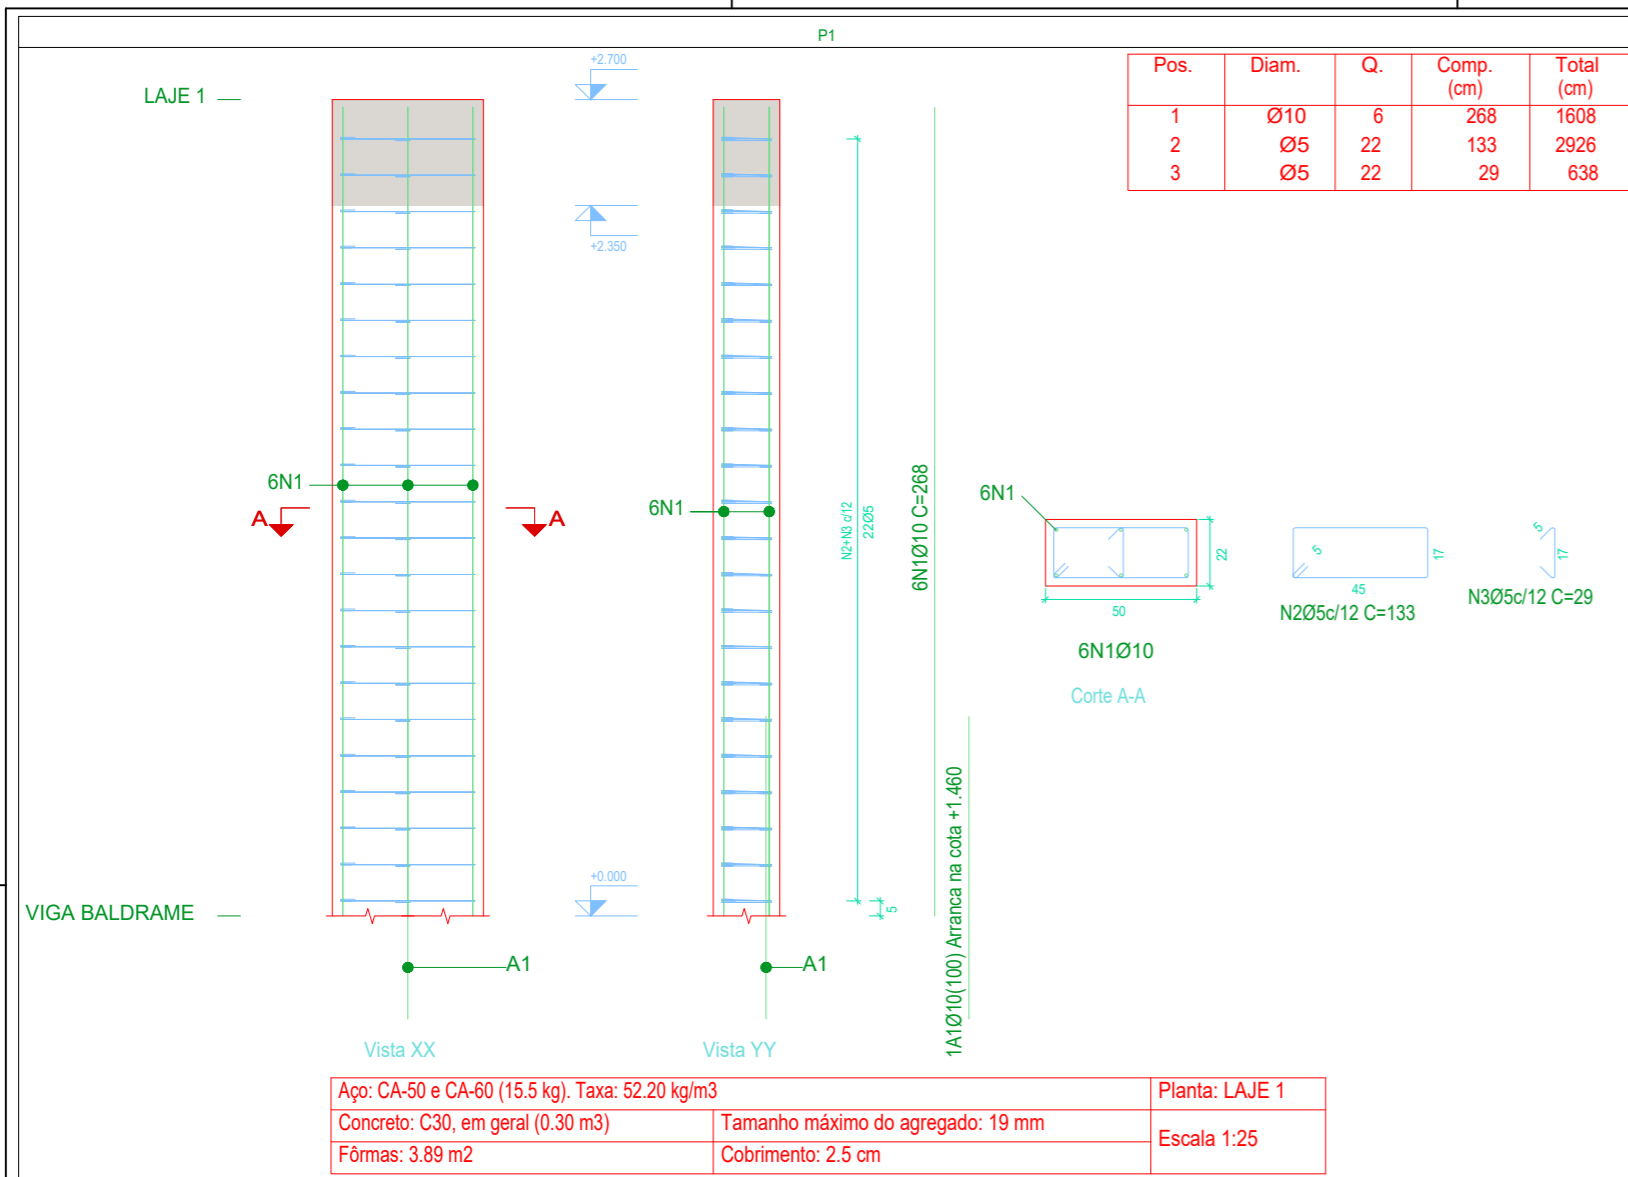 P1
Pos. Diam. Q. Comp. (cm) Total (cm)
1 Ø10 6 268 1608
2 Ø5 22 133 2926
3 Ø5 22 29 638
LAJE 1
+2.700
+2.350
6N1
A
A
6N1
N2+N3 c/12
22Ø5
6N1Ø10 C=268
6N1
22
50
6N1Ø10
Corte A-A
5
17
45
N2Ø5c/12 C=133
5
17
N3Ø5c/12 C=29
1A1Ø10(100) Arranca na cota +1.460
+0.000
5
VIGA BALDRAME
A1
A1
Vista XX
Vista YY
Aço: CA-50 e CA-60 (15.5 kg). Taxa: 52.20 kg/m3
Planta: LAJE 1
Concreto: C30, em geral (0.30 m3)
Tamanho máximo do agregado: 19 mm
Escala 1:25
Fôrmas: 3.89 m2
Cobrimento: 2.5 cm